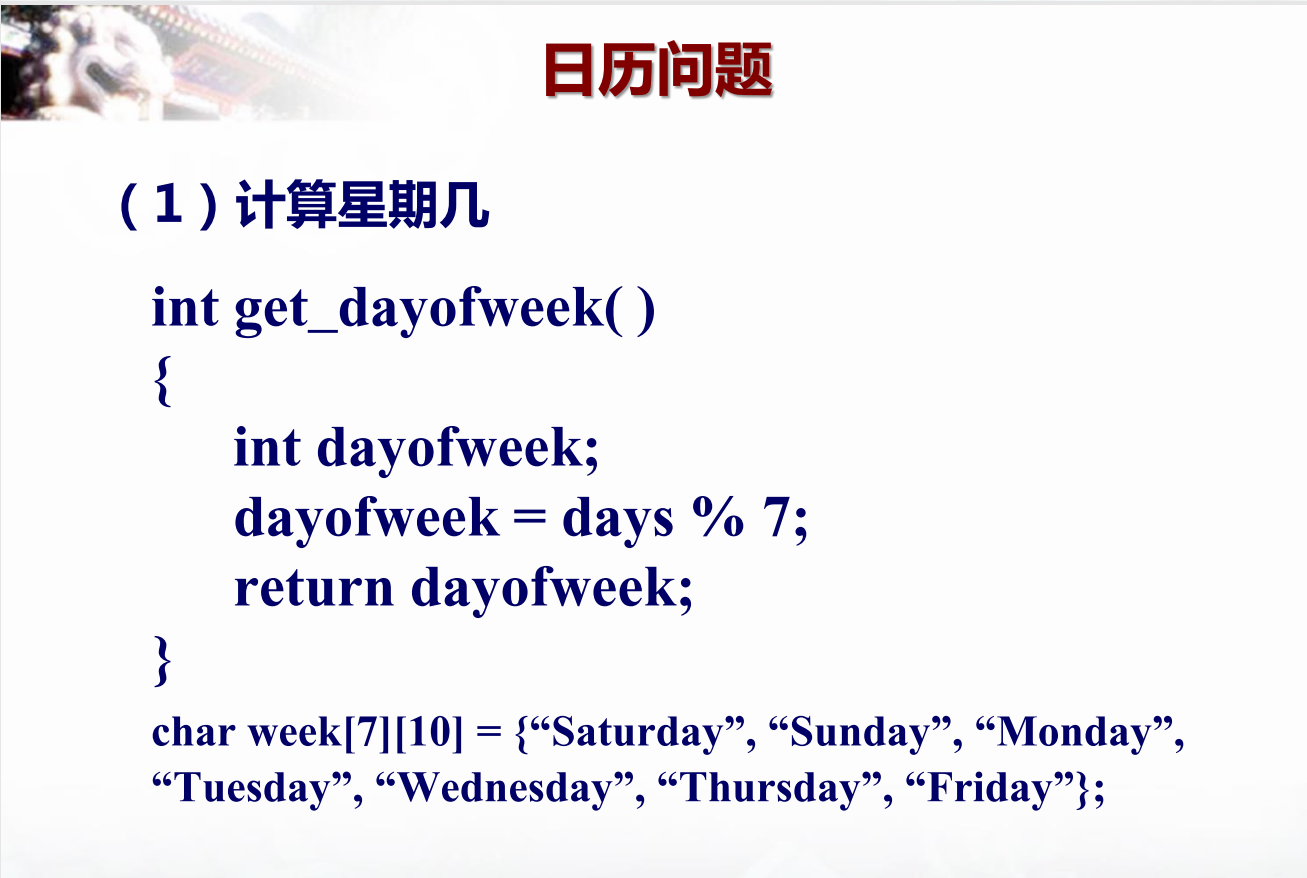 日历问题
（1）计算星期几
int get_dayofweek( )
{
int dayofweek;
dayofweek = days % 7;
return dayofweek;
}
char week[7][10] = {“Saturday”, “Sunday”, “Monday”,
“Tuesday”, “Wednesday”, “Thursday”, “Friday”};